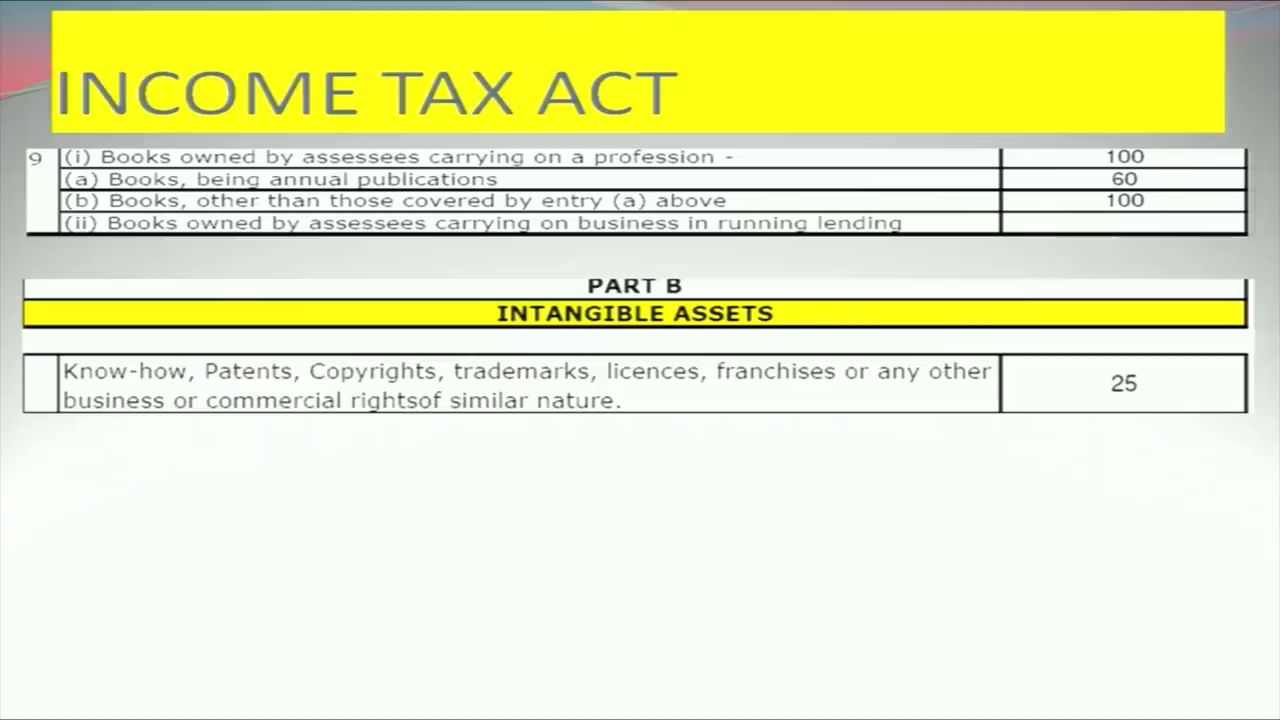 INCOME TAX ACT
9 (i) Books owned by assessees carrying on a profession - 100
(a) Books, being annual publications 60
(b) Books, other than those covered by entry (a) above 100
(ii) Books owned by assessees carrying on business in running lending
PART B
INTANGIBLE ASSETS
Know-how, Patents, Copyrights, trademarks, licences, franchises or any other
business or commercial rightsof similar nature.
25